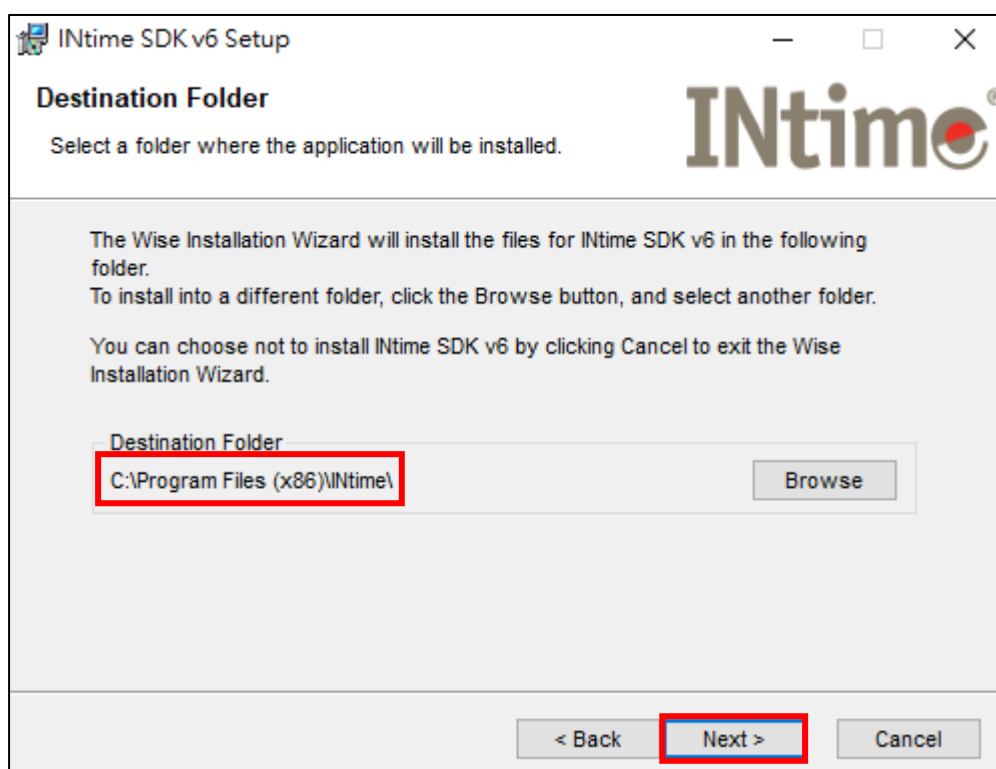 INtime SDK v6 Setup
Destination Folder
Select a folder where the application will be installed.
INtime®
The Wise Installation Wizard will install the files for INtime SDK v6 in the following
folder.
To install into a different folder, click the Browse button, and select another folder.
You can choose not to install INtime SDK v6 by clicking Cancel to exit the Wise
Installation Wizard.
Destination Folder
C:\Program Files (x86)\INtime\
Browse
< Back
Next >
Cancel